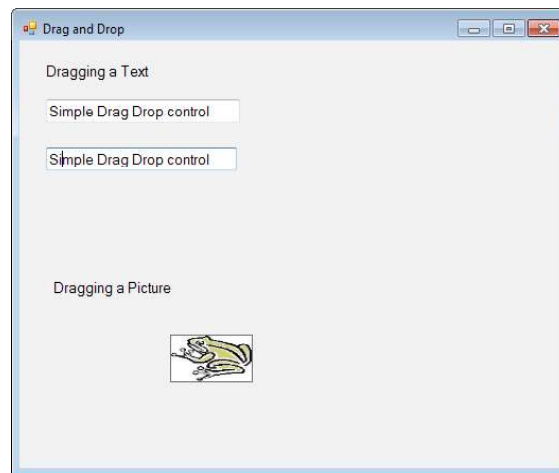 Drag and Drop
Dragging a Text
Simple Drag Drop control
Simple Drag Drop control
Dragging a Picture